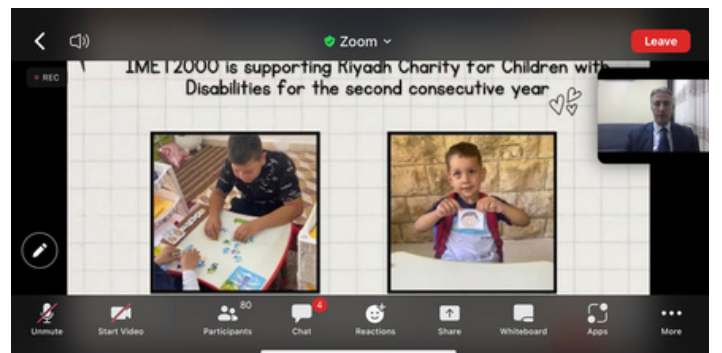 Zoom
Leave
REC
IMET2000 is supporting Riyadh Charity for Children with
Disabilities for the second consecutive year
80
4
Unmute
Start Video
Participants
Chat
Reactions
Share
Whiteboard
Apps
More